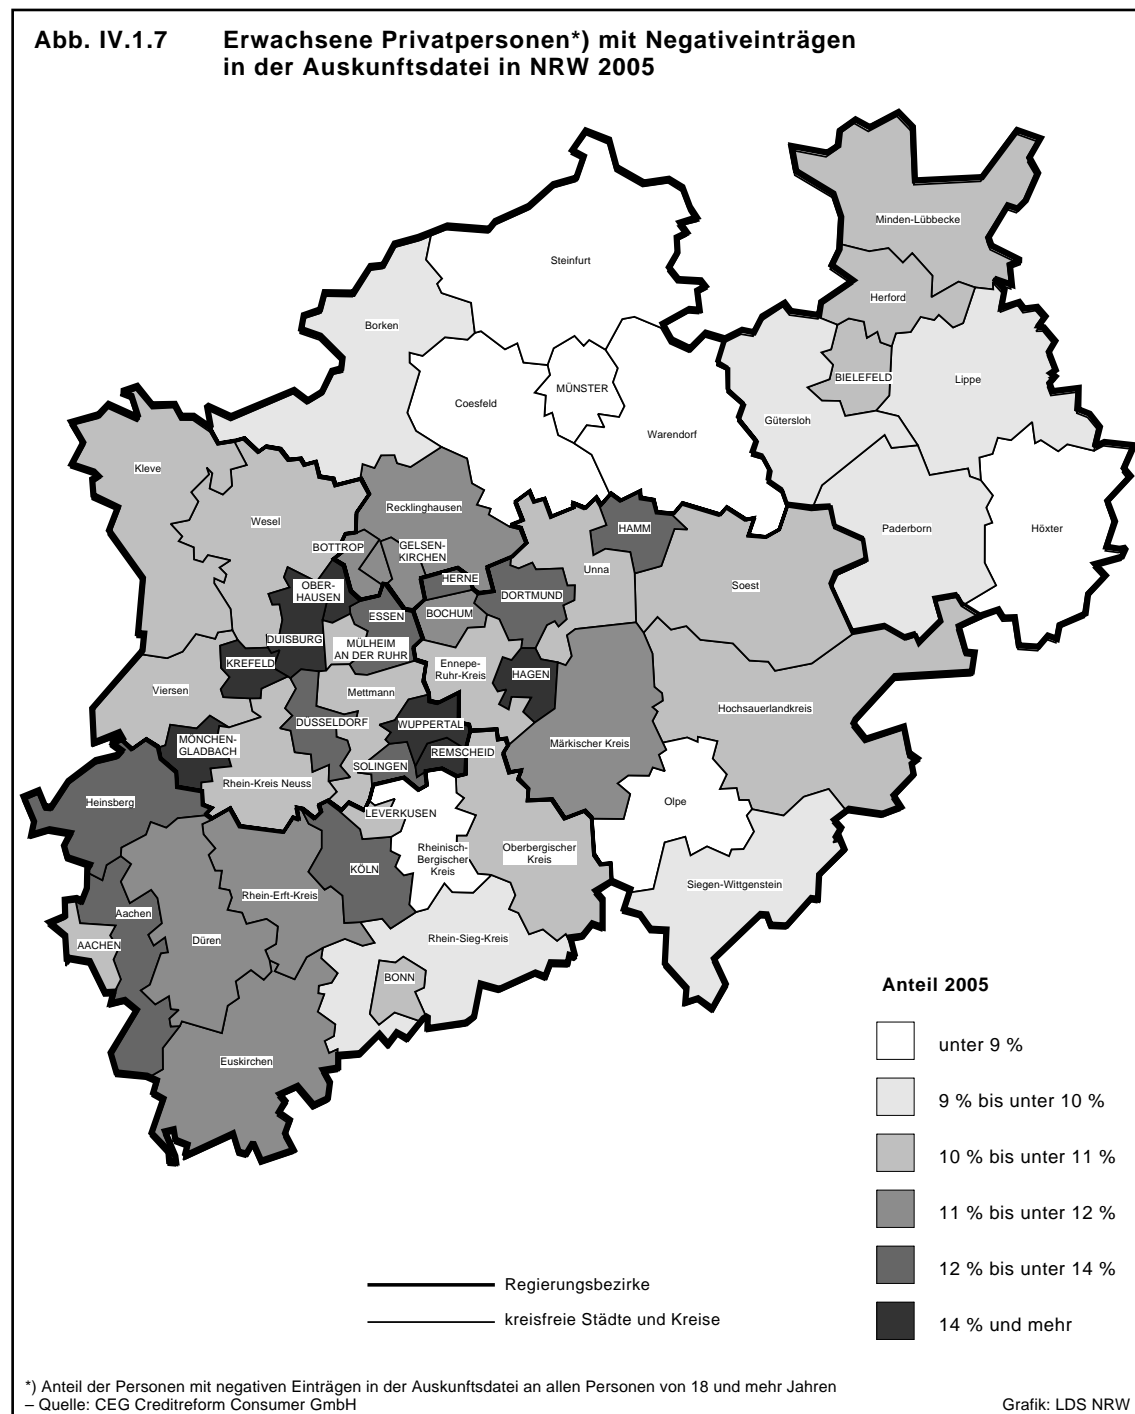 Abb. IV.1.7 Erwachsene Privatpersonen*) mit Negativeinträgen
in der Auskunftsdatei in NRW 2005
Minden-Lübbecke
Steinfurt
Herford
Borken
BIELEFELD
Lippe
MÜNSTER
Coesfeld
Gütersloh
Warendorf
Kleve
Recklinghausen
Wesel
HAMM
Paderborn
Höxter
BOTTROP
GELSEN-
KIRCHEN
Unna
HERNE
Soest
OBER-
HAUSEN
DORTMUND
ESSEN
BOCHUM
DUISBURG
MÜLHEIM
AN DER RUHR
KREFELD
Ennepe-
Ruhr-Kreis
HAGEN
Viersen
Mettmann
Hochsauerlandkreis
DÜSSELDORF
WUPPERTAL
MÖNCHEN-
GLADBACH
REMSCHEID
Märkischer Kreis
SOLINGEN
Rhein-Kreis Neuss
Heinsberg
Olpe
LEVERKUSEN
Rheinisch-
Bergischer
Kreis
Oberbergischer
Kreis
KÖLN
Siegen-Wittgenstein
Rhein-Erft-Kreis
Aachen
Düren
Rhein-Sieg-Kreis
AACHEN
BONN
Euskirchen
Anteil 2005
unter 9 %
9 % bis unter 10 %
10 % bis unter 11 %
11 % bis unter 12 %
12 % bis unter 14 %
14 % und mehr
Regierungsbezirke
kreisfreie Städte und Kreise
*) Anteil der Personen mit negativen Einträgen in der Auskunftsdatei an allen Personen von 18 und mehr Jahren
– Quelle: CEG Creditreform Consumer GmbH
Grafik: LDS NRW